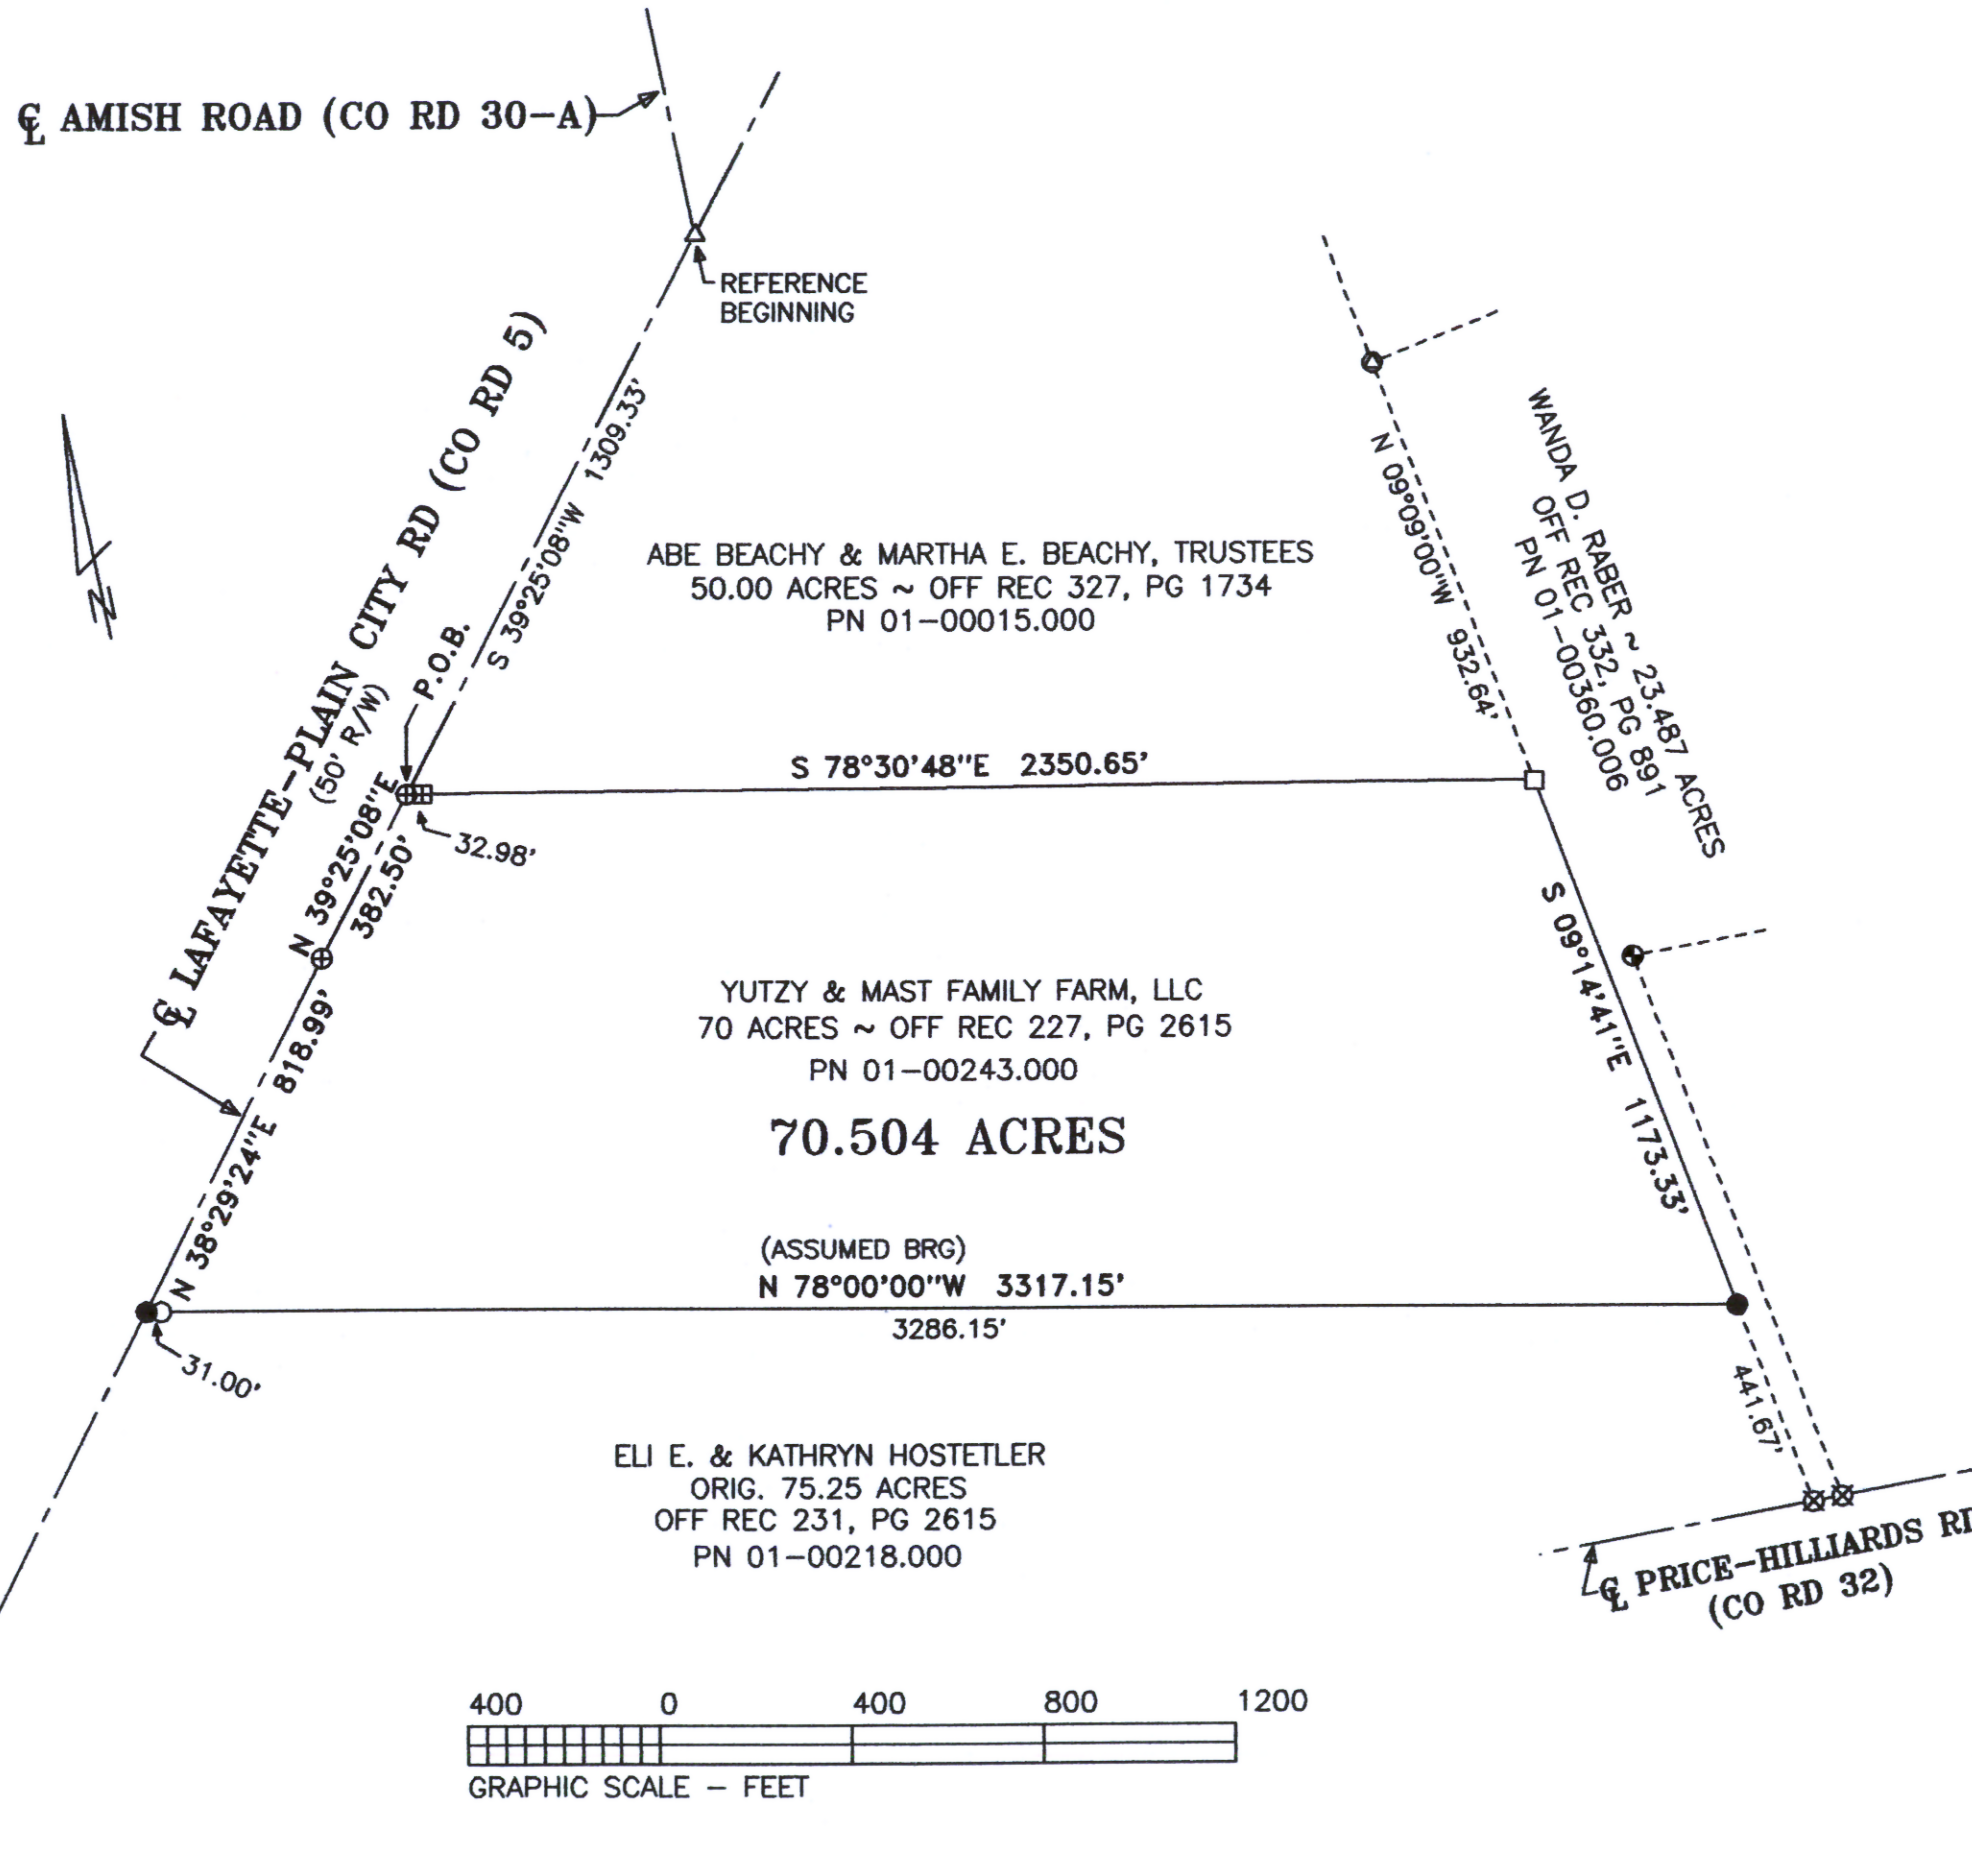 ℄ AMISH ROAD (CO RD 30-A)
REFERENCE
BEGINNING
℄ LAFAYETTE-PLAIN CITY RD (CO RD 5)
(50' R/W)
S 39°25'08"W 1309.33'
P.O.B.
ABE BEACHY & MARTHA E. BEACHY, TRUSTEES
50.00 ACRES ~ OFF REC 327, PG 1734
PN 01-00015.000
N 09°09'00"W 932.64'
WANDA D. RABER ~ 23.487 ACRES
OFF REC 332, PG 891
PN 01-00360.006
S 78°30'48"E 2350.65'
32.98'
N 39°25'08"E
382.50'
S 09°14'41"E 1173.33'
YUTZY & MAST FAMILY FARM, LLC
70 ACRES ~ OFF REC 227, PG 2615
PN 01-00243.000
70.504 ACRES
N 38°29'24"E 818.99'
(ASSUMED BRG)
N 78°00'00"W 3317.15'
3286.15'
31.00'
441.67'
ELI E. & KATHRYN HOSTETLER
ORIG. 75.25 ACRES
OFF REC 231, PG 2615
PN 01-00218.000
℄ PRICE-HILLIARDS RD
(CO RD 32)
N
400 0 400 800 1200
GRAPHIC SCALE - FEET